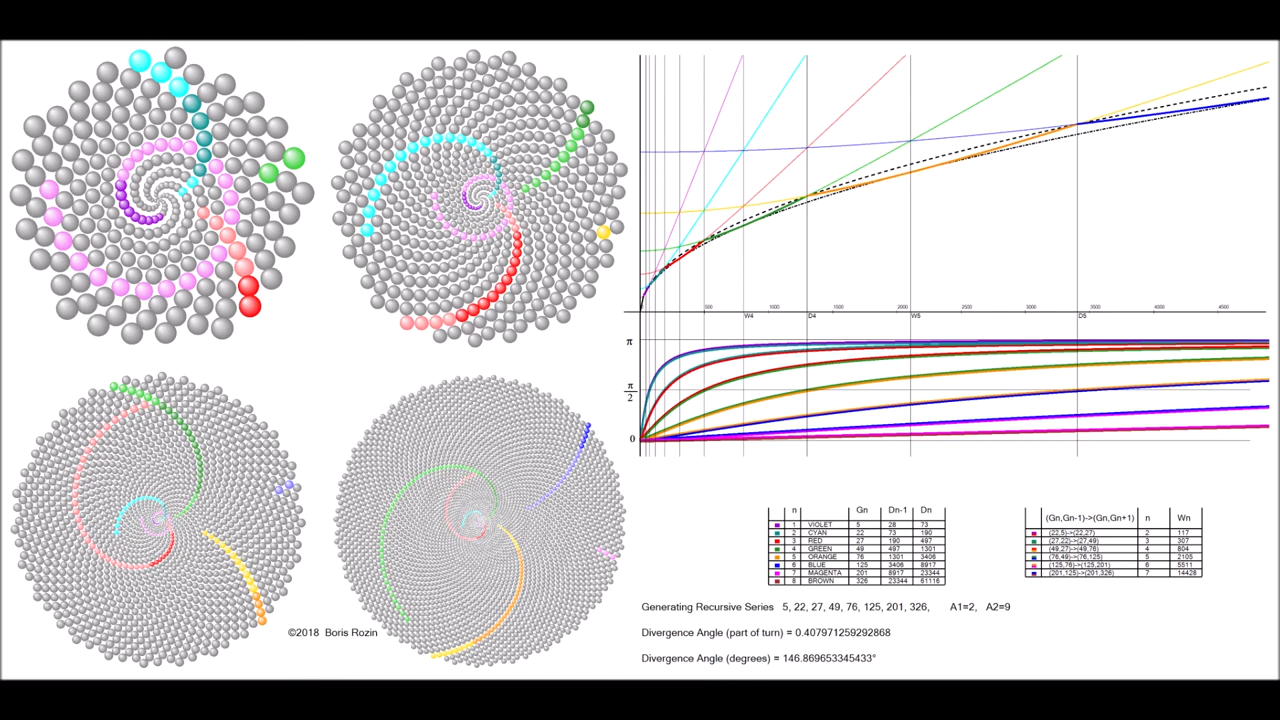 500 1000 1500 2000 2500 3000 3500 4000 4500
W4 D4 W5 D5
π
π
2
0
n Gn Dn-1 Dn
1 VIOLET 5 28 73
2 CYAN 22 73 190
3 RED 27 190 497
4 GREEN 49 497 1301
5 ORANGE 76 1301 3406
6 BLUE 125 3406 8917
7 MAGENTA 201 8917 23344
8 BROWN 326 23344 61116
(Gn,Gn-1)->(Gn,Gn+1) n Wn
(22,5)->(22,27) 2 117
(27,22)->(27,49) 3 307
(49,27)->(49,76) 4 804
(76,49)->(76,125) 5 2105
(125,76)->(125,201) 6 5511
(201,125)->(201,326) 7 14428
Generating Recursive Series 5, 22, 27, 49, 76, 125, 201, 326, A1=2, A2=9
©2018 Boris Rozin
Divergence Angle (part of turn) = 0.407971259292868
Divergence Angle (degrees) = 146.869653345433°